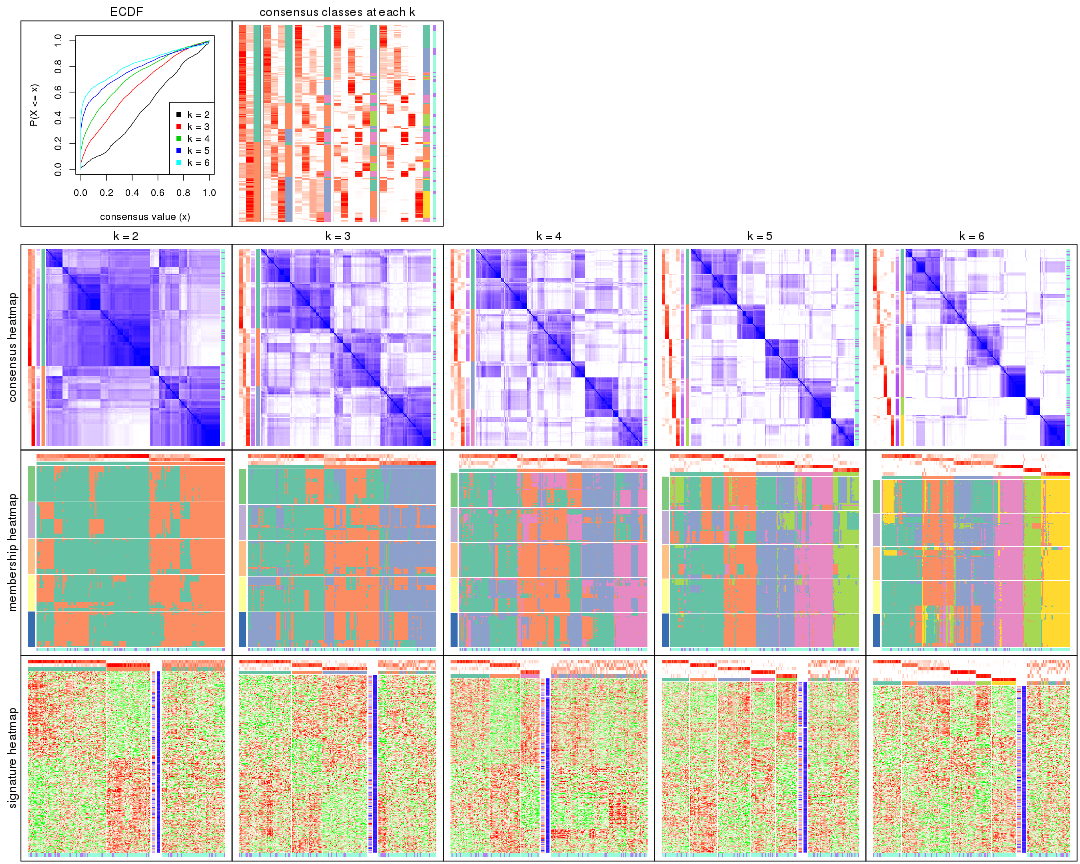 ECDF
consensus classes at each k
P(X <= x)
0.0 0.2 0.4 0.6 0.8 1.0
k = 2
k = 3
k = 4
k = 5
k = 6
0.0 0.2 0.4 0.6 0.8 1.0
consensus value (x)
k = 2 k = 3 k = 4 k = 5 k = 6
consensus heatmap
membership heatmap
signature heatmap